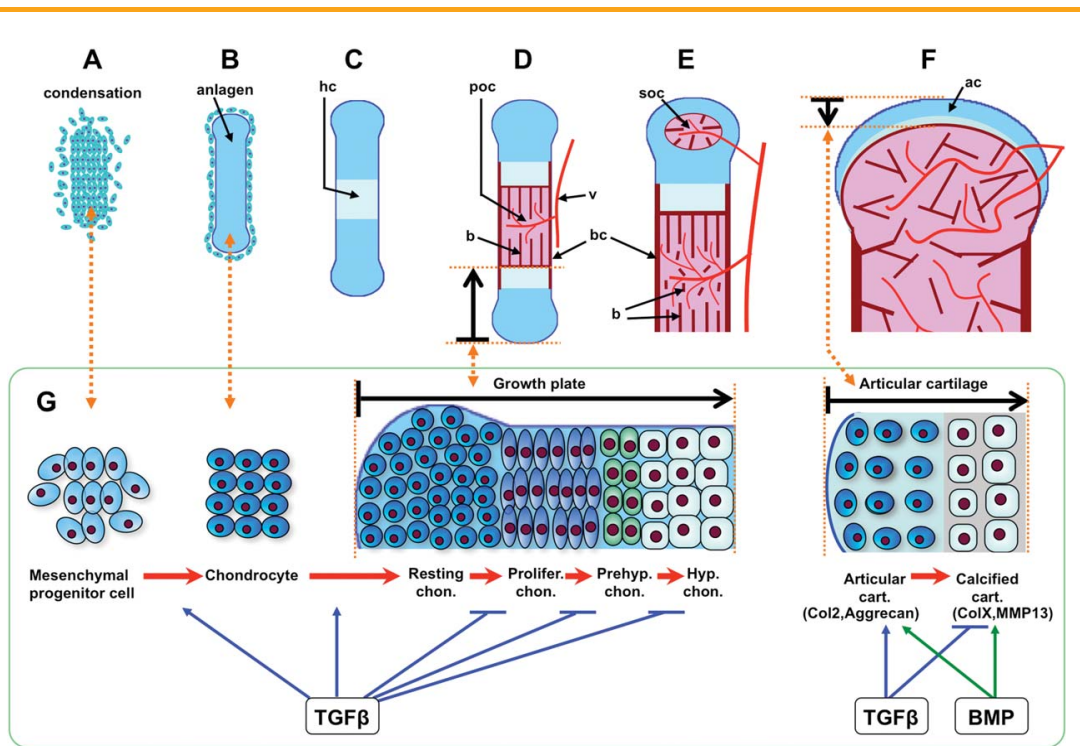 A
B
C
D
E
F
condensation
anlagen
hc
poc
soc
ac
v
b
bc
b
G
Growth plate
Articular cartilage
Mesenchymal
progenitor cell
Chondrocyte
Resting
chon.
Prolifer.
chon.
Prehyp.
chon.
Hyp.
chon.
Articular
cart.
(Col2,Aggrecan)
Calcified
cart.
(ColX,MMP13)
TGFβ
TGFβ
BMP